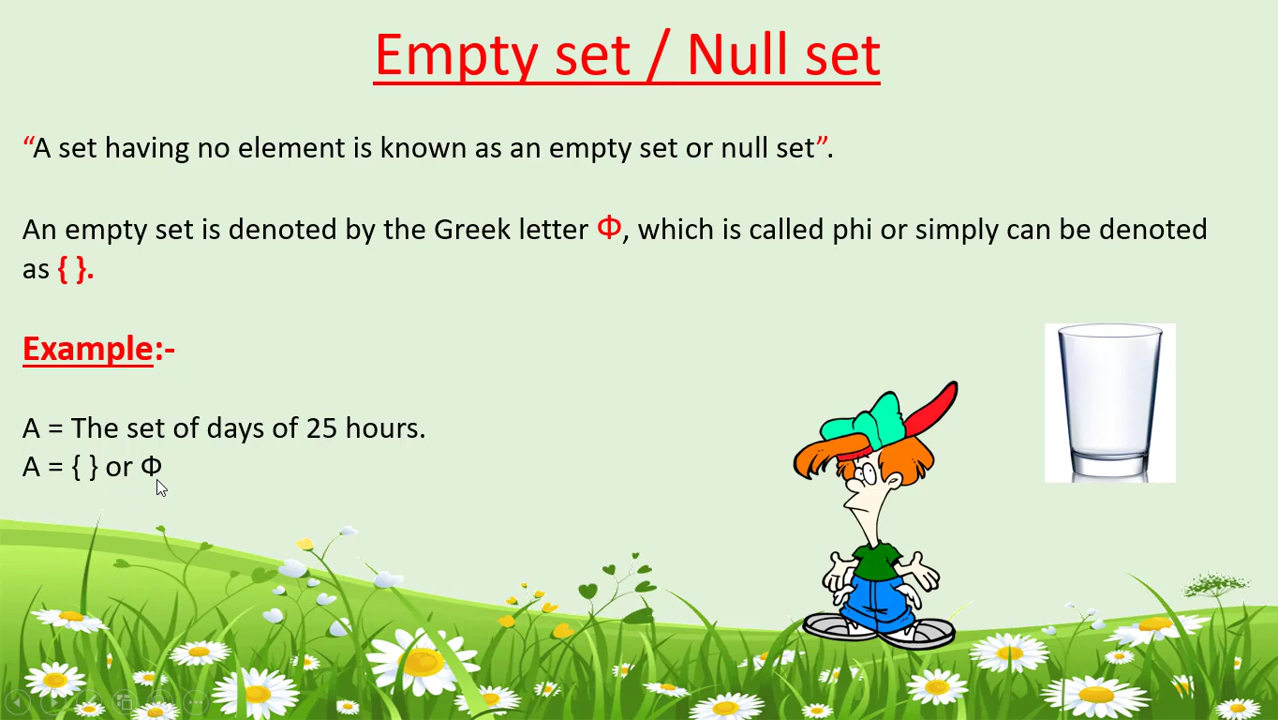 Empty set / Null set
“A set having no element is known as an empty set or null set”.
An empty set is denoted by the Greek letter Φ, which is called phi or simply can be denoted
as { }.
Example:-
A = The set of days of 25 hours.
A = { } or Φ